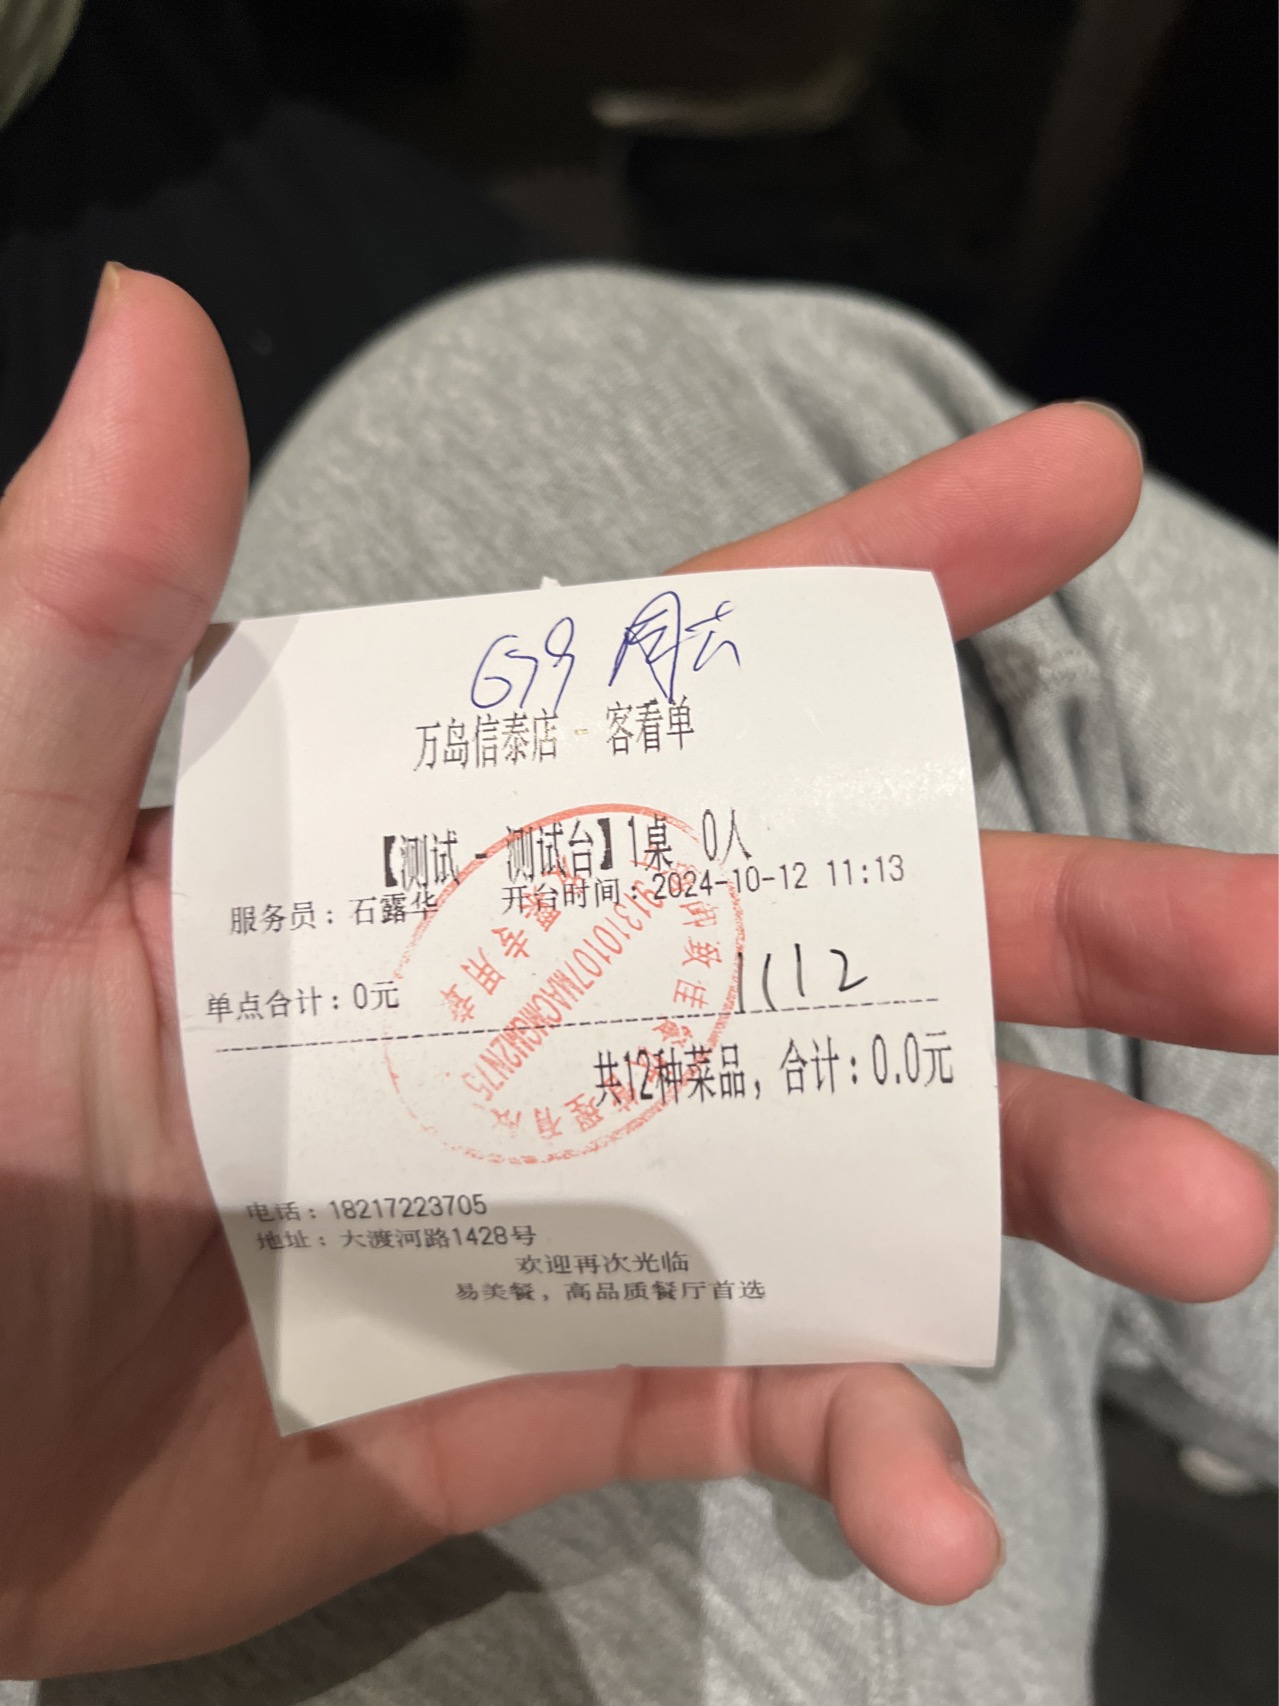 万岛信泰店 - 客看单
【测试 - 测试台】1桌 0人
服务员：石露华 开台时间：2024-10-12 11:13
单点合计：0元
1112
共12种菜品，合计：0.0元
电话：18217223705
地址：大渡河路1428号
欢迎再次光临
易美餐，高品质餐厅首选